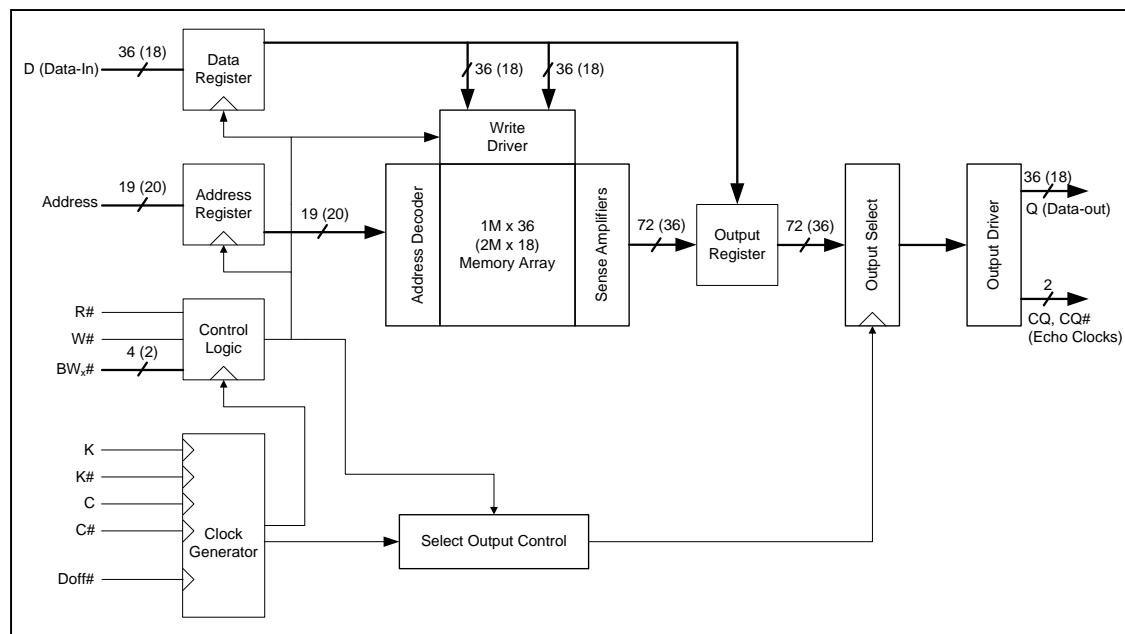 36 (18)
D (Data-In)
Data
Register
36 (18)
36 (18)
Write
Driver
19 (20)
Address
Address
Register
19 (20)
Address Decoder
1M x 36
(2M x 18)
Memory Array
Sense Amplifiers
72 (36)
Output
Register
72 (36)
Output Select
Output Driver
36 (18)
Q (Data-out)
2
CQ, CQ#
(Echo Clocks)
R#
W#
4 (2)
BWx#
Control
Logic
K
K#
C
C#
Doff#
Clock
Generator
Select Output Control